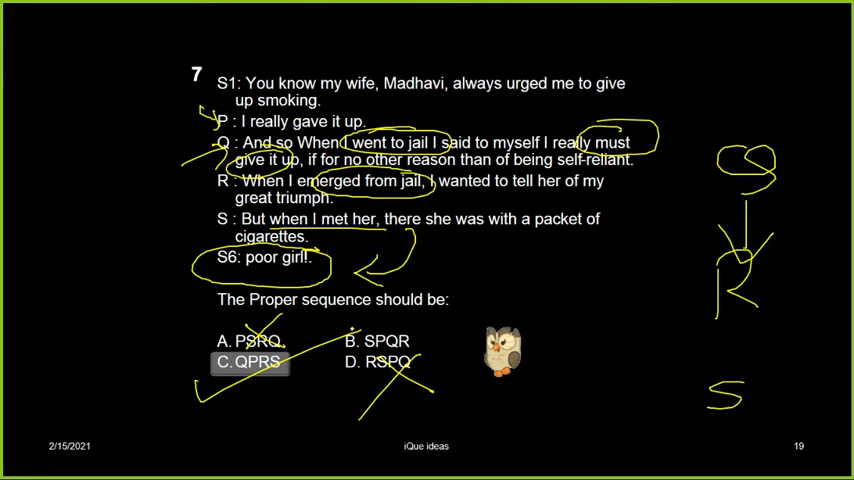 7
S1: You know my wife, Madhavi, always urged me to give
up smoking.
P : I really gave it up.
Q : And so When I went to jail I said to myself I really must
give it up, if for no other reason than of being self-reliant.
R : When I emerged from jail, I wanted to tell her of my
great triumph.
S : But when I met her, there she was with a packet of
cigarettes.
S6: poor girl!.
The Proper sequence should be:
A. PSRQ
B. SPQR
C. QPRS
D. RSPQ
S
R
S
2/15/2021
iQue ideas
19